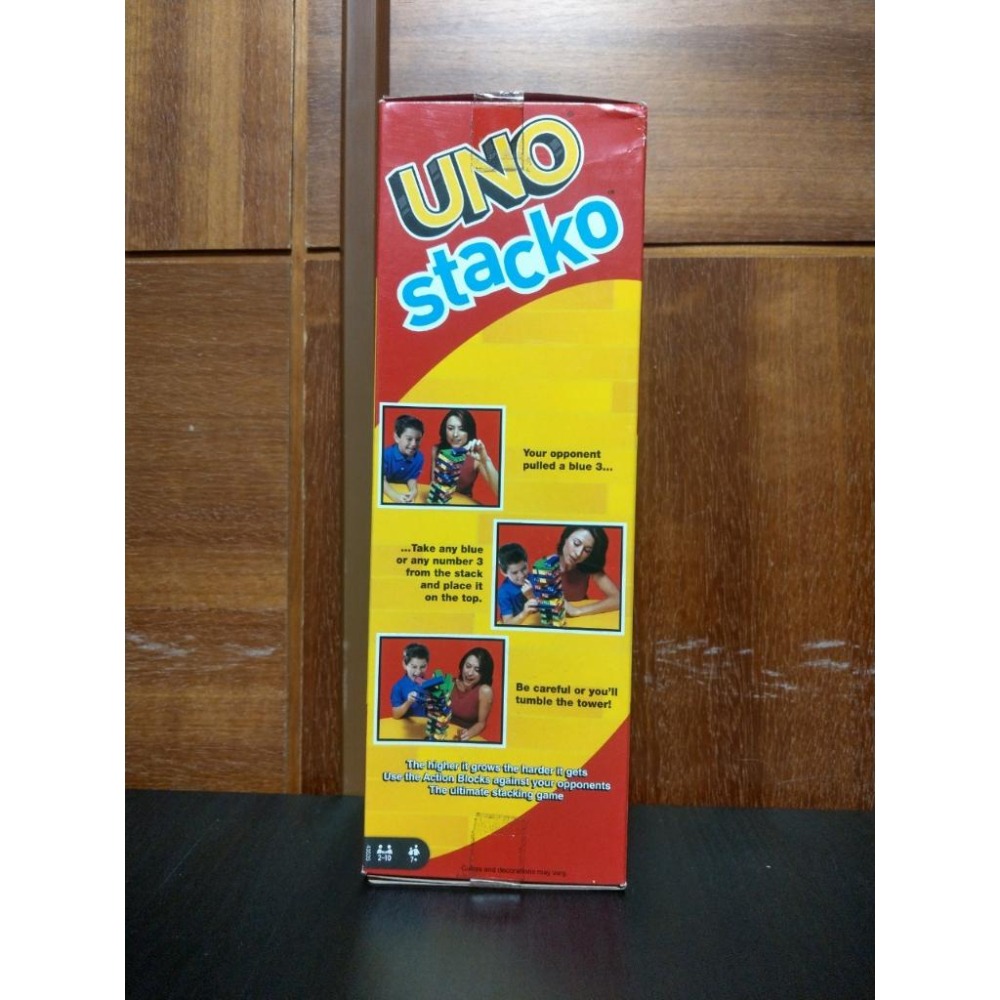 UNO
stacko
Your opponent
pulled a blue 3...
...Take any blue
or any number 3
from the stack
and place it
on the top.
Be careful or you'll
tumble the tower!
The higher it grows the harder it gets
Use the Action Blocks against your opponents
The ultimate stacking game
2-10
7+
Colors and decorations may vary.